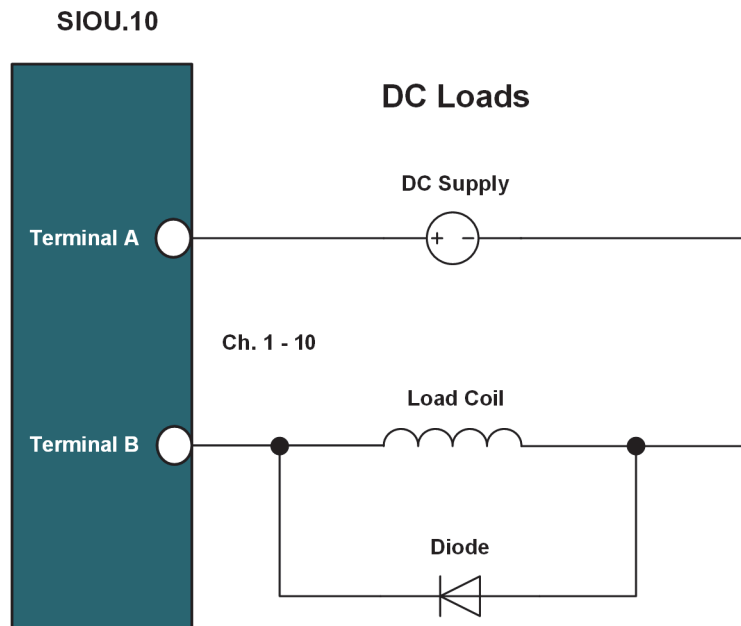 SIOU.10
DC Loads
DC Supply
Terminal A
+ −
Ch. 1 - 10
Load Coil
Terminal B
Diode